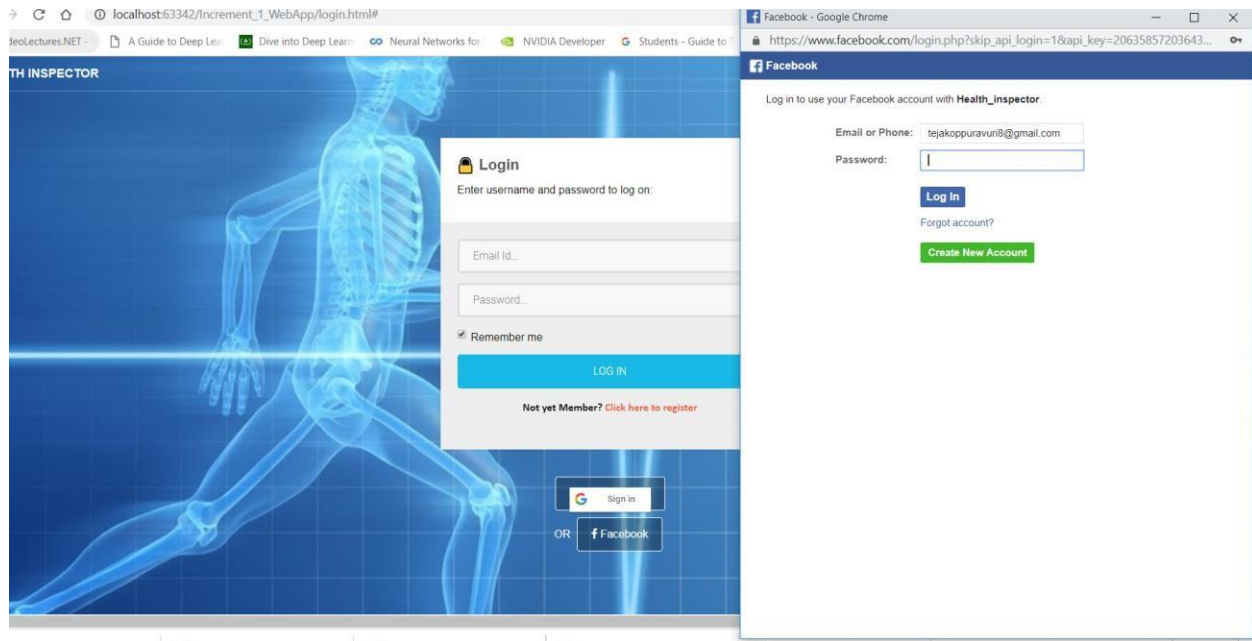 localhost:63342/Increment_1_WebApp/login.html#
deoLectures.NET - A Guide to Deep Lear Dive into Deep Learn Neural Networks for NVIDIA Developer Students - Guide to
TH INSPECTOR
Login
Enter username and password to log on:
Email Id...
Password...
Remember me
LOG IN
Not yet Member? Click here to register
G Sign in
OR f Facebook
Facebook - Google Chrome
https://www.facebook.com/login.php?skip_api_login=1&api_key=20635857203643...
Facebook
Log in to use your Facebook account with Health_inspector.
Email or Phone: tejakoppuravuri8@gmail.com
Password:
Log In
Forgot account?
Create New Account